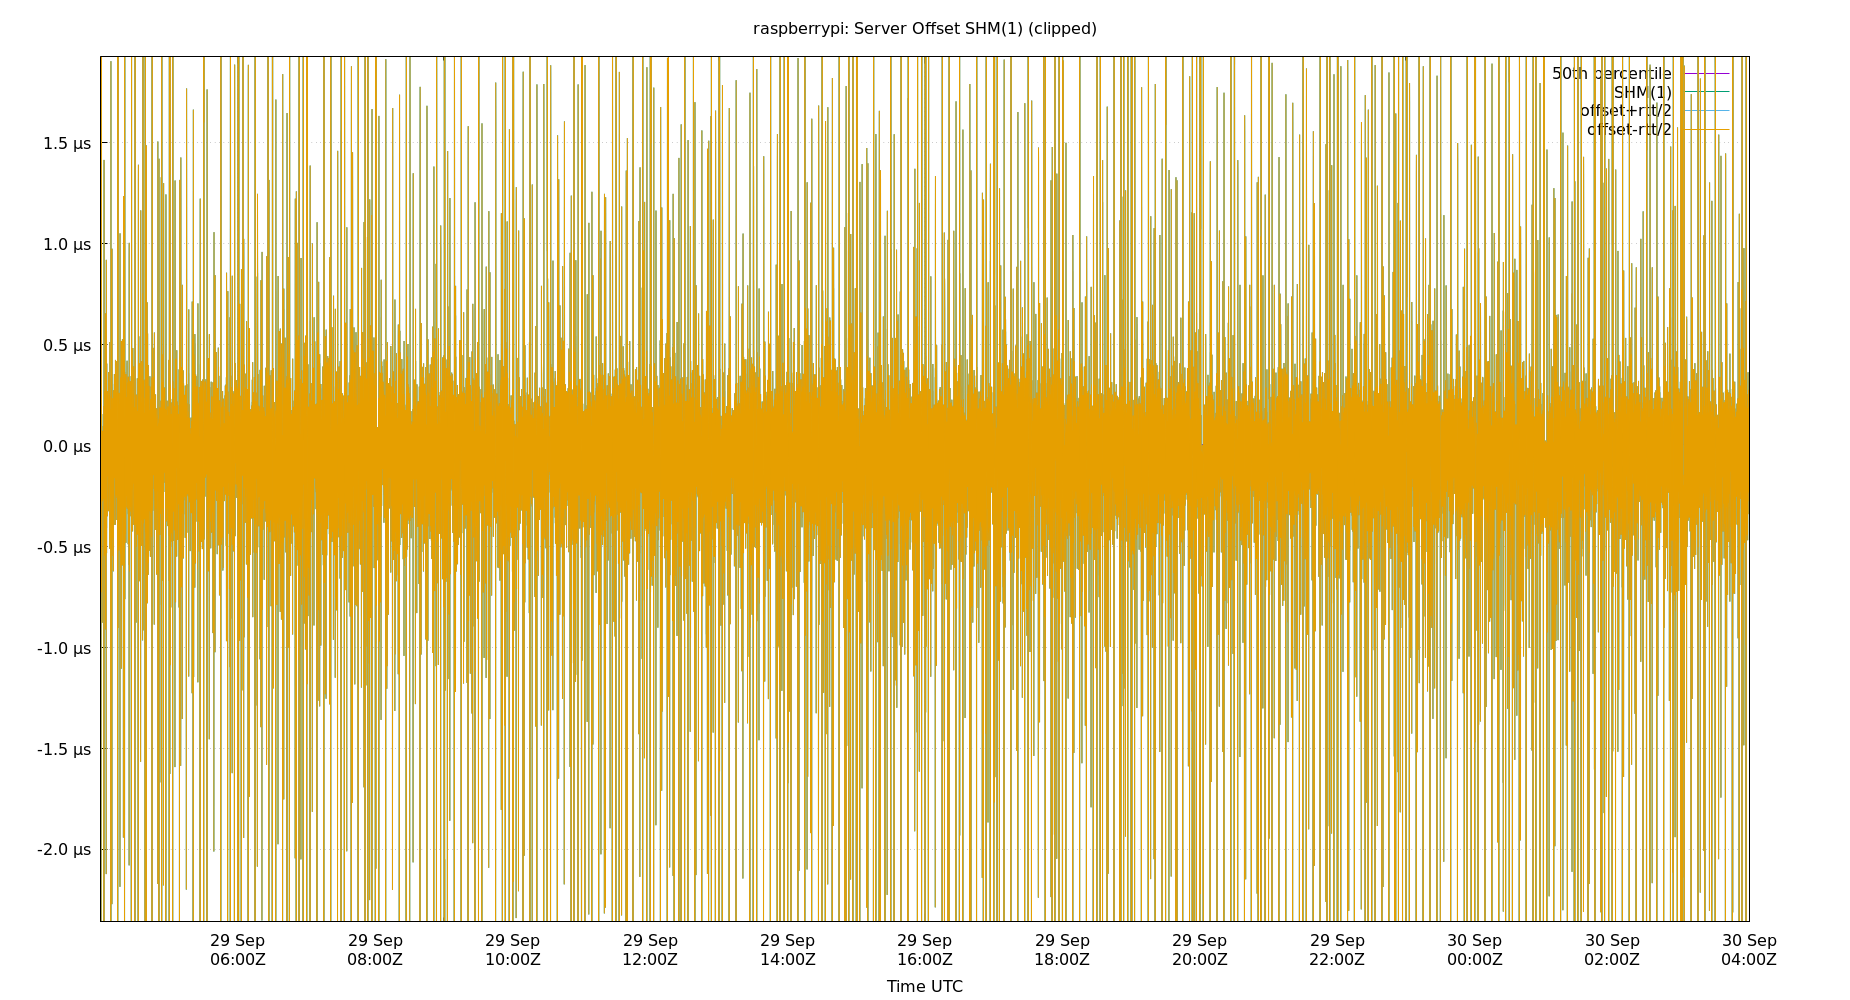 raspberrypi: Server Offset SHM(1) (clipped)
50th percentile
SHM(1)
offset+rtt/2
offset-rtt/2
1.5 µs
1.0 µs
0.5 µs
0.0 µs
-0.5 µs
-1.0 µs
-1.5 µs
-2.0 µs
29 Sep 29 Sep 29 Sep 29 Sep 29 Sep 29 Sep 29 Sep 29 Sep 29 Sep 30 Sep 30 Sep 30 Sep
06:00Z 08:00Z 10:00Z 12:00Z 14:00Z 16:00Z 18:00Z 20:00Z 22:00Z 00:00Z 02:00Z 04:00Z
Time UTC